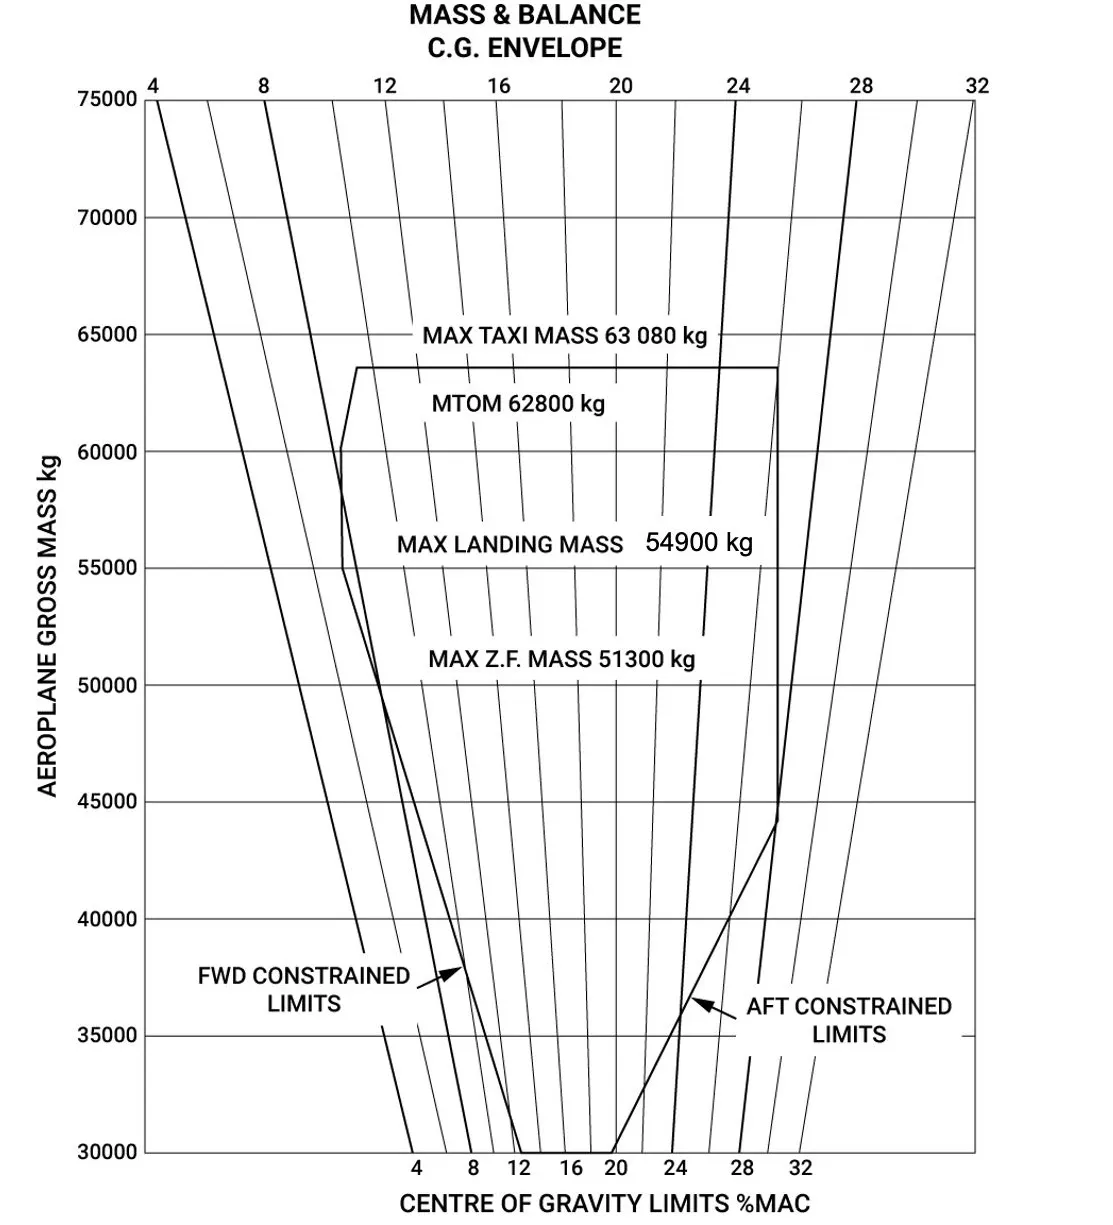 MASS & BALANCE
C.G. ENVELOPE
4 8 12 16 20 24 28 32
75000
70000
65000
MAX TAXI MASS 63 080 kg
MTOM 62800 kg
60000
AEROPLANE GROSS MASS kg
MAX LANDING MASS 54900 kg
55000
MAX Z.F. MASS 51300 kg
50000
45000
40000
FWD CONSTRAINED
LIMITS
AFT CONSTRAINED
LIMITS
35000
30000
4 8 12 16 20 24 28 32
CENTRE OF GRAVITY LIMITS %MAC